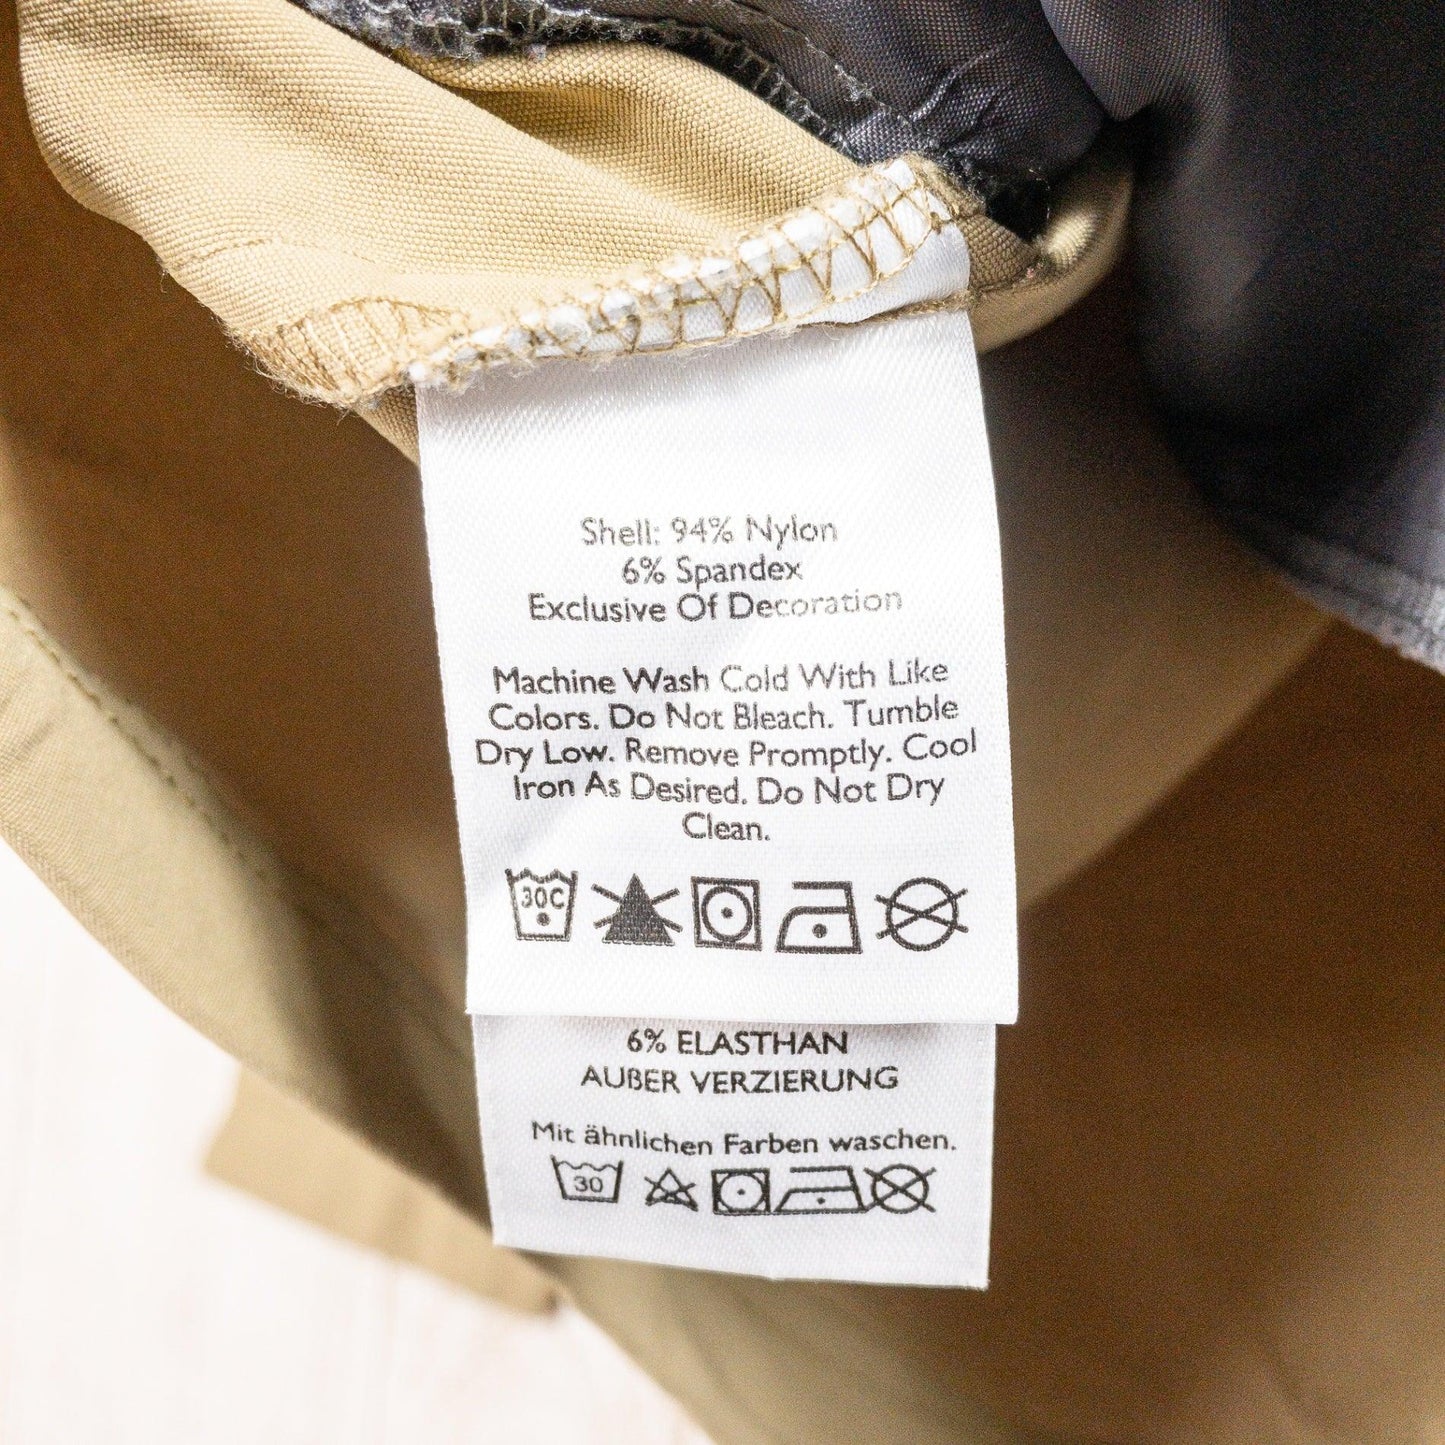 Shell: 94% Nylon
6% Spandex
Exclusive Of Decoration
Machine Wash Cold With Like
Colors. Do Not Bleach. Tumble
Dry Low. Remove Promptly. Cool
Iron As Desired. Do Not Dry
Clean.
30C
6% ELASTHAN
AUßER VERZIERUNG
Mit ähnlichen Farben waschen.
30